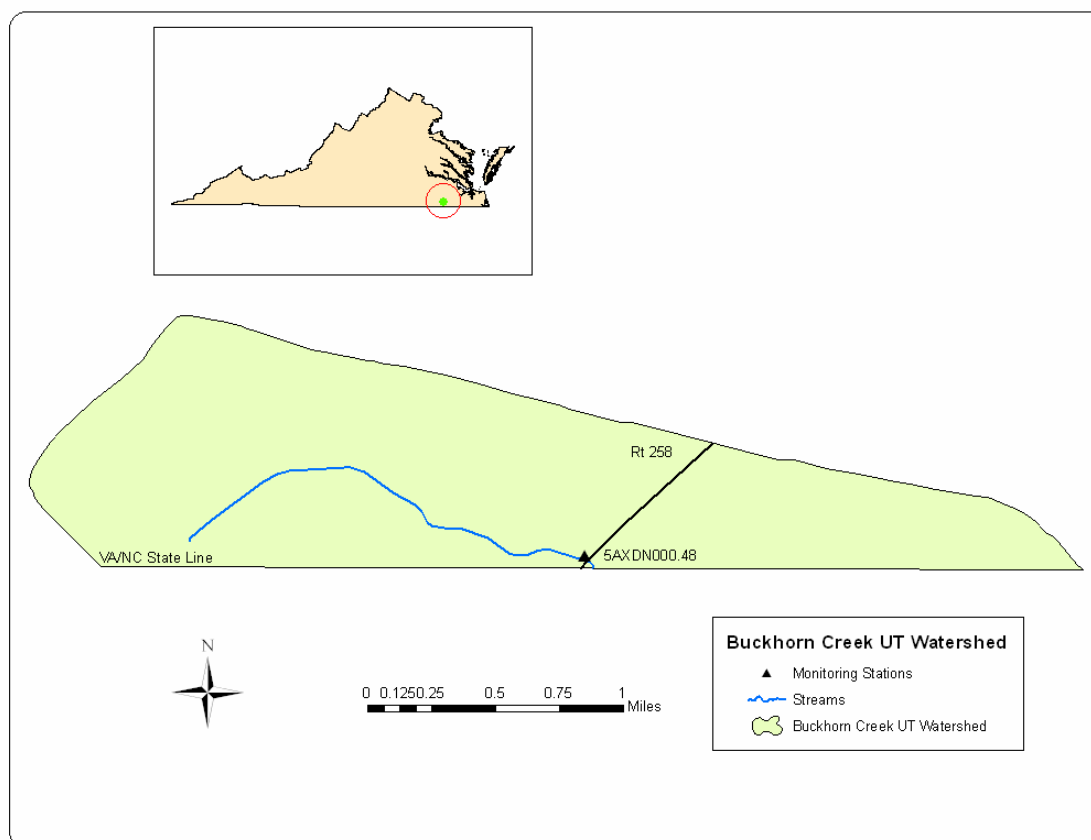 Rt 258
VA/NC State Line
5AXDN000.48
N
0 0.1250.25 0.5 0.75 1
Miles
Buckhorn Creek UT Watershed
Monitoring Stations
Streams
Buckhorn Creek UT Watershed